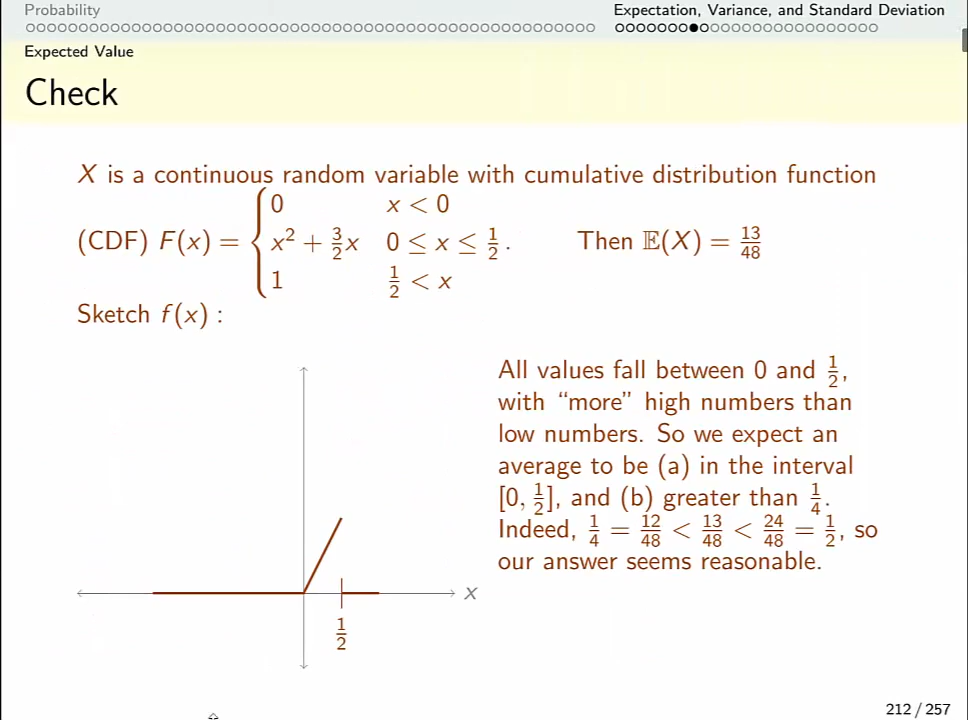 Probability
Expectation, Variance, and Standard Deviation
Expected Value
Check
X is a continuous random variable with cumulative distribution function
(CDF) F(x) = { 0 x < 0
x² + 3/2 x 0 ≤ x ≤ 1/2 . Then 𝔼(X) = 13/48
1 1/2 < x
Sketch f(x) :
All values fall between 0 and 1/2,
with “more” high numbers than
low numbers. So we expect an
average to be (a) in the interval
[0, 1/2], and (b) greater than 1/4.
Indeed, 1/4 = 12/48 < 13/48 < 24/48 = 1/2, so
our answer seems reasonable.
x
1/2
212 / 257